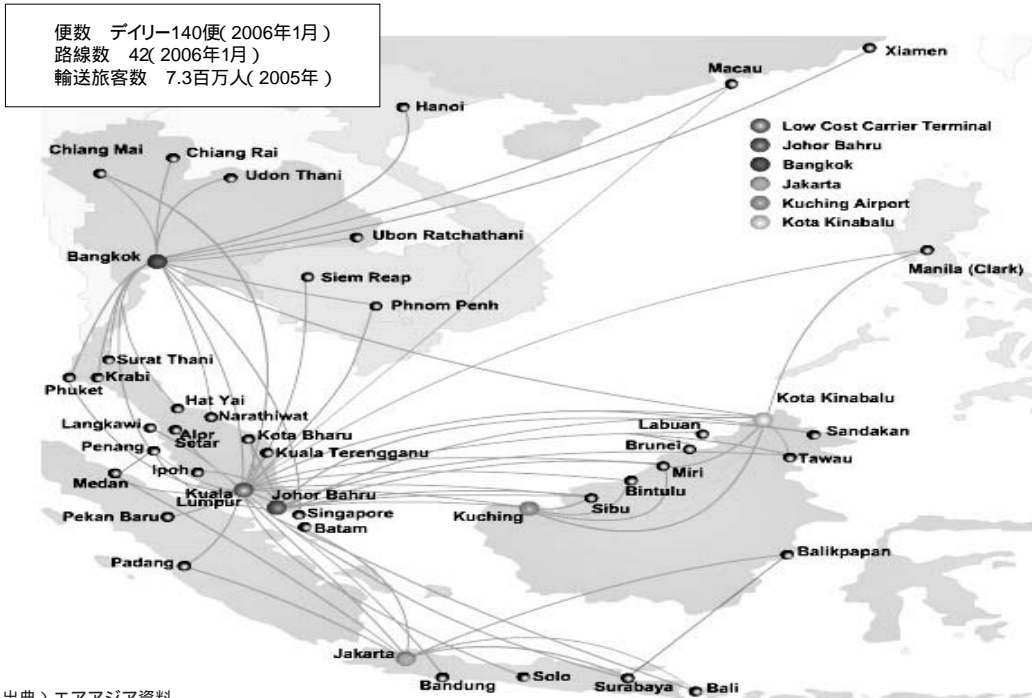 便数　デイリー140便( 2006年1月 )
路線数　42( 2006年1月 )
輸送旅客数　7.3百万人( 2005年 )
Xiamen
Macau
Hanoi
Low Cost Carrier Terminal
Johor Bahru
Bangkok
Jakarta
Kuching Airport
Kota Kinabalu
Chiang Mai
Chiang Rai
Udon Thani
Ubon Ratchathani
Bangkok
Siem Reap
Manila (Clark)
Phnom Penh
Surat Thani
Krabi
Phuket
Hat Yai
Narathiwat
Kota Kinabalu
Langkawi
Alor
Setar
Kota Bharu
Labuan
Sandakan
Penang
Kuala Terengganu
Brunei
Tawau
Ipoh
Medan
Miri
Kuala
Lumpur
Johor Bahru
Bintulu
Pekan Baru
Singapore
Batam
Kuching
Sibu
Padang
Balikpapan
Jakarta
Bandung
Solo
Surabaya
Bali
出典 ) エアアジア資料